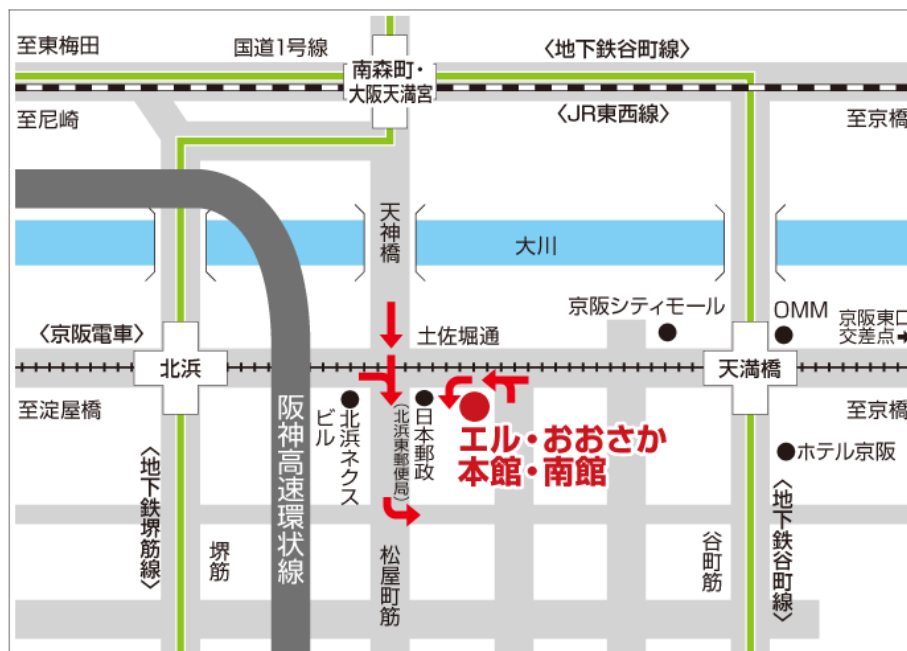 至東梅田
国道1号線
〈地下鉄谷町線〉
南森町・
大阪天満宮
至尼崎
〈JR東西線〉
至京橋
天神橋
大川
京阪シティモール
OMM
〈京阪電車〉
土佐堀通
京阪東口
交差点➡
北浜
天満橋
至淀屋橋
阪神高速環状線
北浜ネクス
ビル
(北浜東郵便局)
日本郵政
エル・おおさか
本館・南館
至京橋
ホテル京阪
〈地下鉄堺筋線〉
堺筋
松屋町筋
谷町筋
〈地下鉄谷町線〉